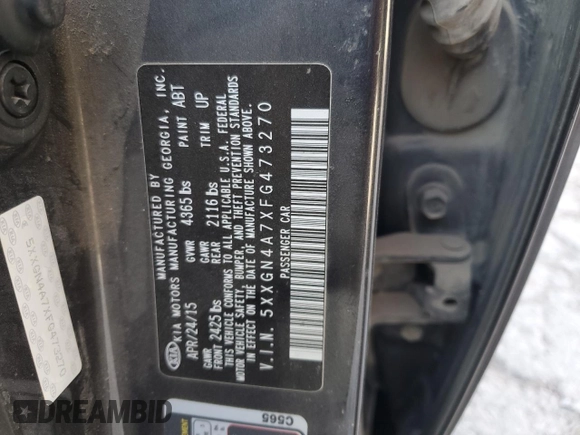 MANUFACTURED BY
KIA KIA MOTORS MANUFACTURING GEORGIA, INC.
APR/24/15 GVWR 4365 lbs PAINT ABT
GAWR FRONT 2425 lbs GAWR REAR 2116 lbs TRIM UP
THIS VEHICLE CONFORMS TO ALL APPLICABLE U.S.A. FEDERAL
MOTOR VEHICLE SAFETY, BUMPER, AND THEFT PREVENTION STANDARDS
IN EFFECT ON THE DATE OF MANUFACTURE SHOWN ABOVE.
V.I.N. 5XXGN4A7XFG473270
PASSENGER CAR
5XXGN4A7XFG473270
C565
DREAMBID